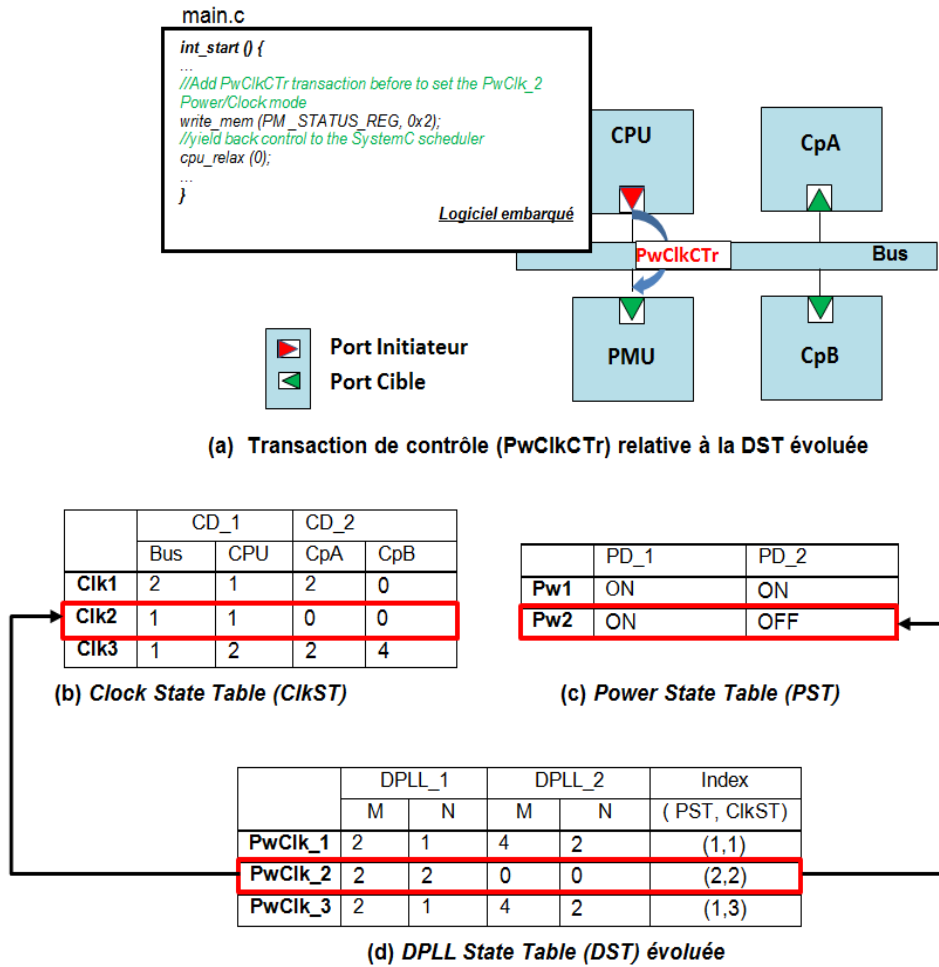 main.c
int_start () {
...
//Add PwClkCTr transaction before to set the PwClk_2
Power/Clock mode
write_mem (PM _STATUS_REG, 0x2);
//yield back control to the SystemC scheduler
cpu_relax (0);
...
}
Logiciel embarqué
CPU
CpA
PwClkCTr
Bus
PMU
CpB
Port Initiateur
Port Cible
(a) Transaction de contrôle (PwClkCTr) relative à la DST évoluée
CD_1 CD_2
Bus CPU CpA CpB
Clk1 2 1 2 0
Clk2 1 1 0 0
Clk3 1 2 2 4
(b) Clock State Table (ClkST)
PD_1 PD_2
Pw1 ON ON
Pw2 ON OFF
(c) Power State Table (PST)
DPLL_1 DPLL_2 Index
M N M N ( PST, ClkST)
PwClk_1 2 1 4 2 (1,1)
PwClk_2 2 2 0 0 (2,2)
PwClk_3 2 1 4 2 (1,3)
(d) DPLL State Table (DST) évoluée